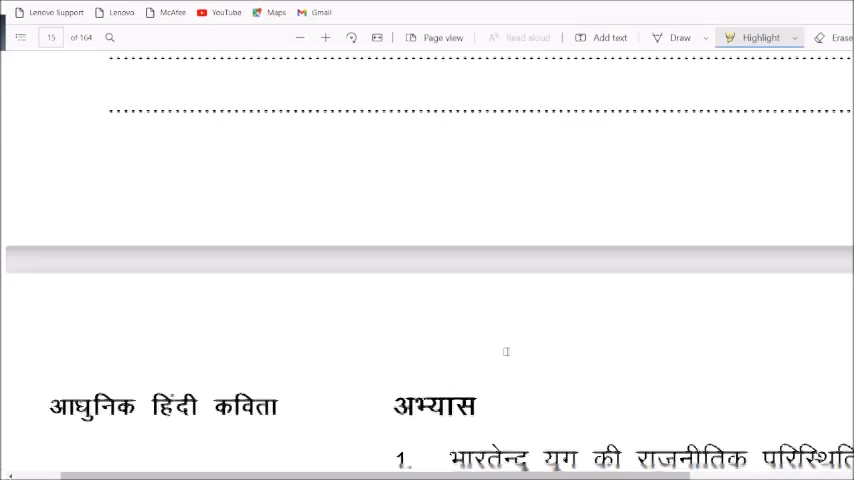 Lenovo Support Lenovo McAfee YouTube Maps Gmail
15 of 164 Page view Read aloud Add text Draw Highlight Erase
आधुनिक हिंदी कविता अभ्यास
1. भारतेन्दु युग की राजनीतिक